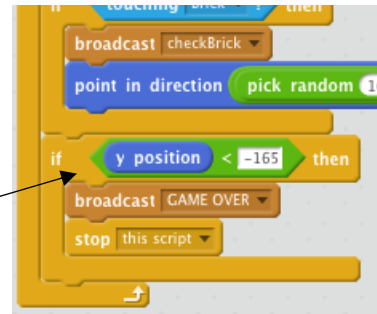 if touching Brick ? then
broadcast checkBrick
point in direction pick random
if y position < -165 then
broadcast GAME OVER
stop this script